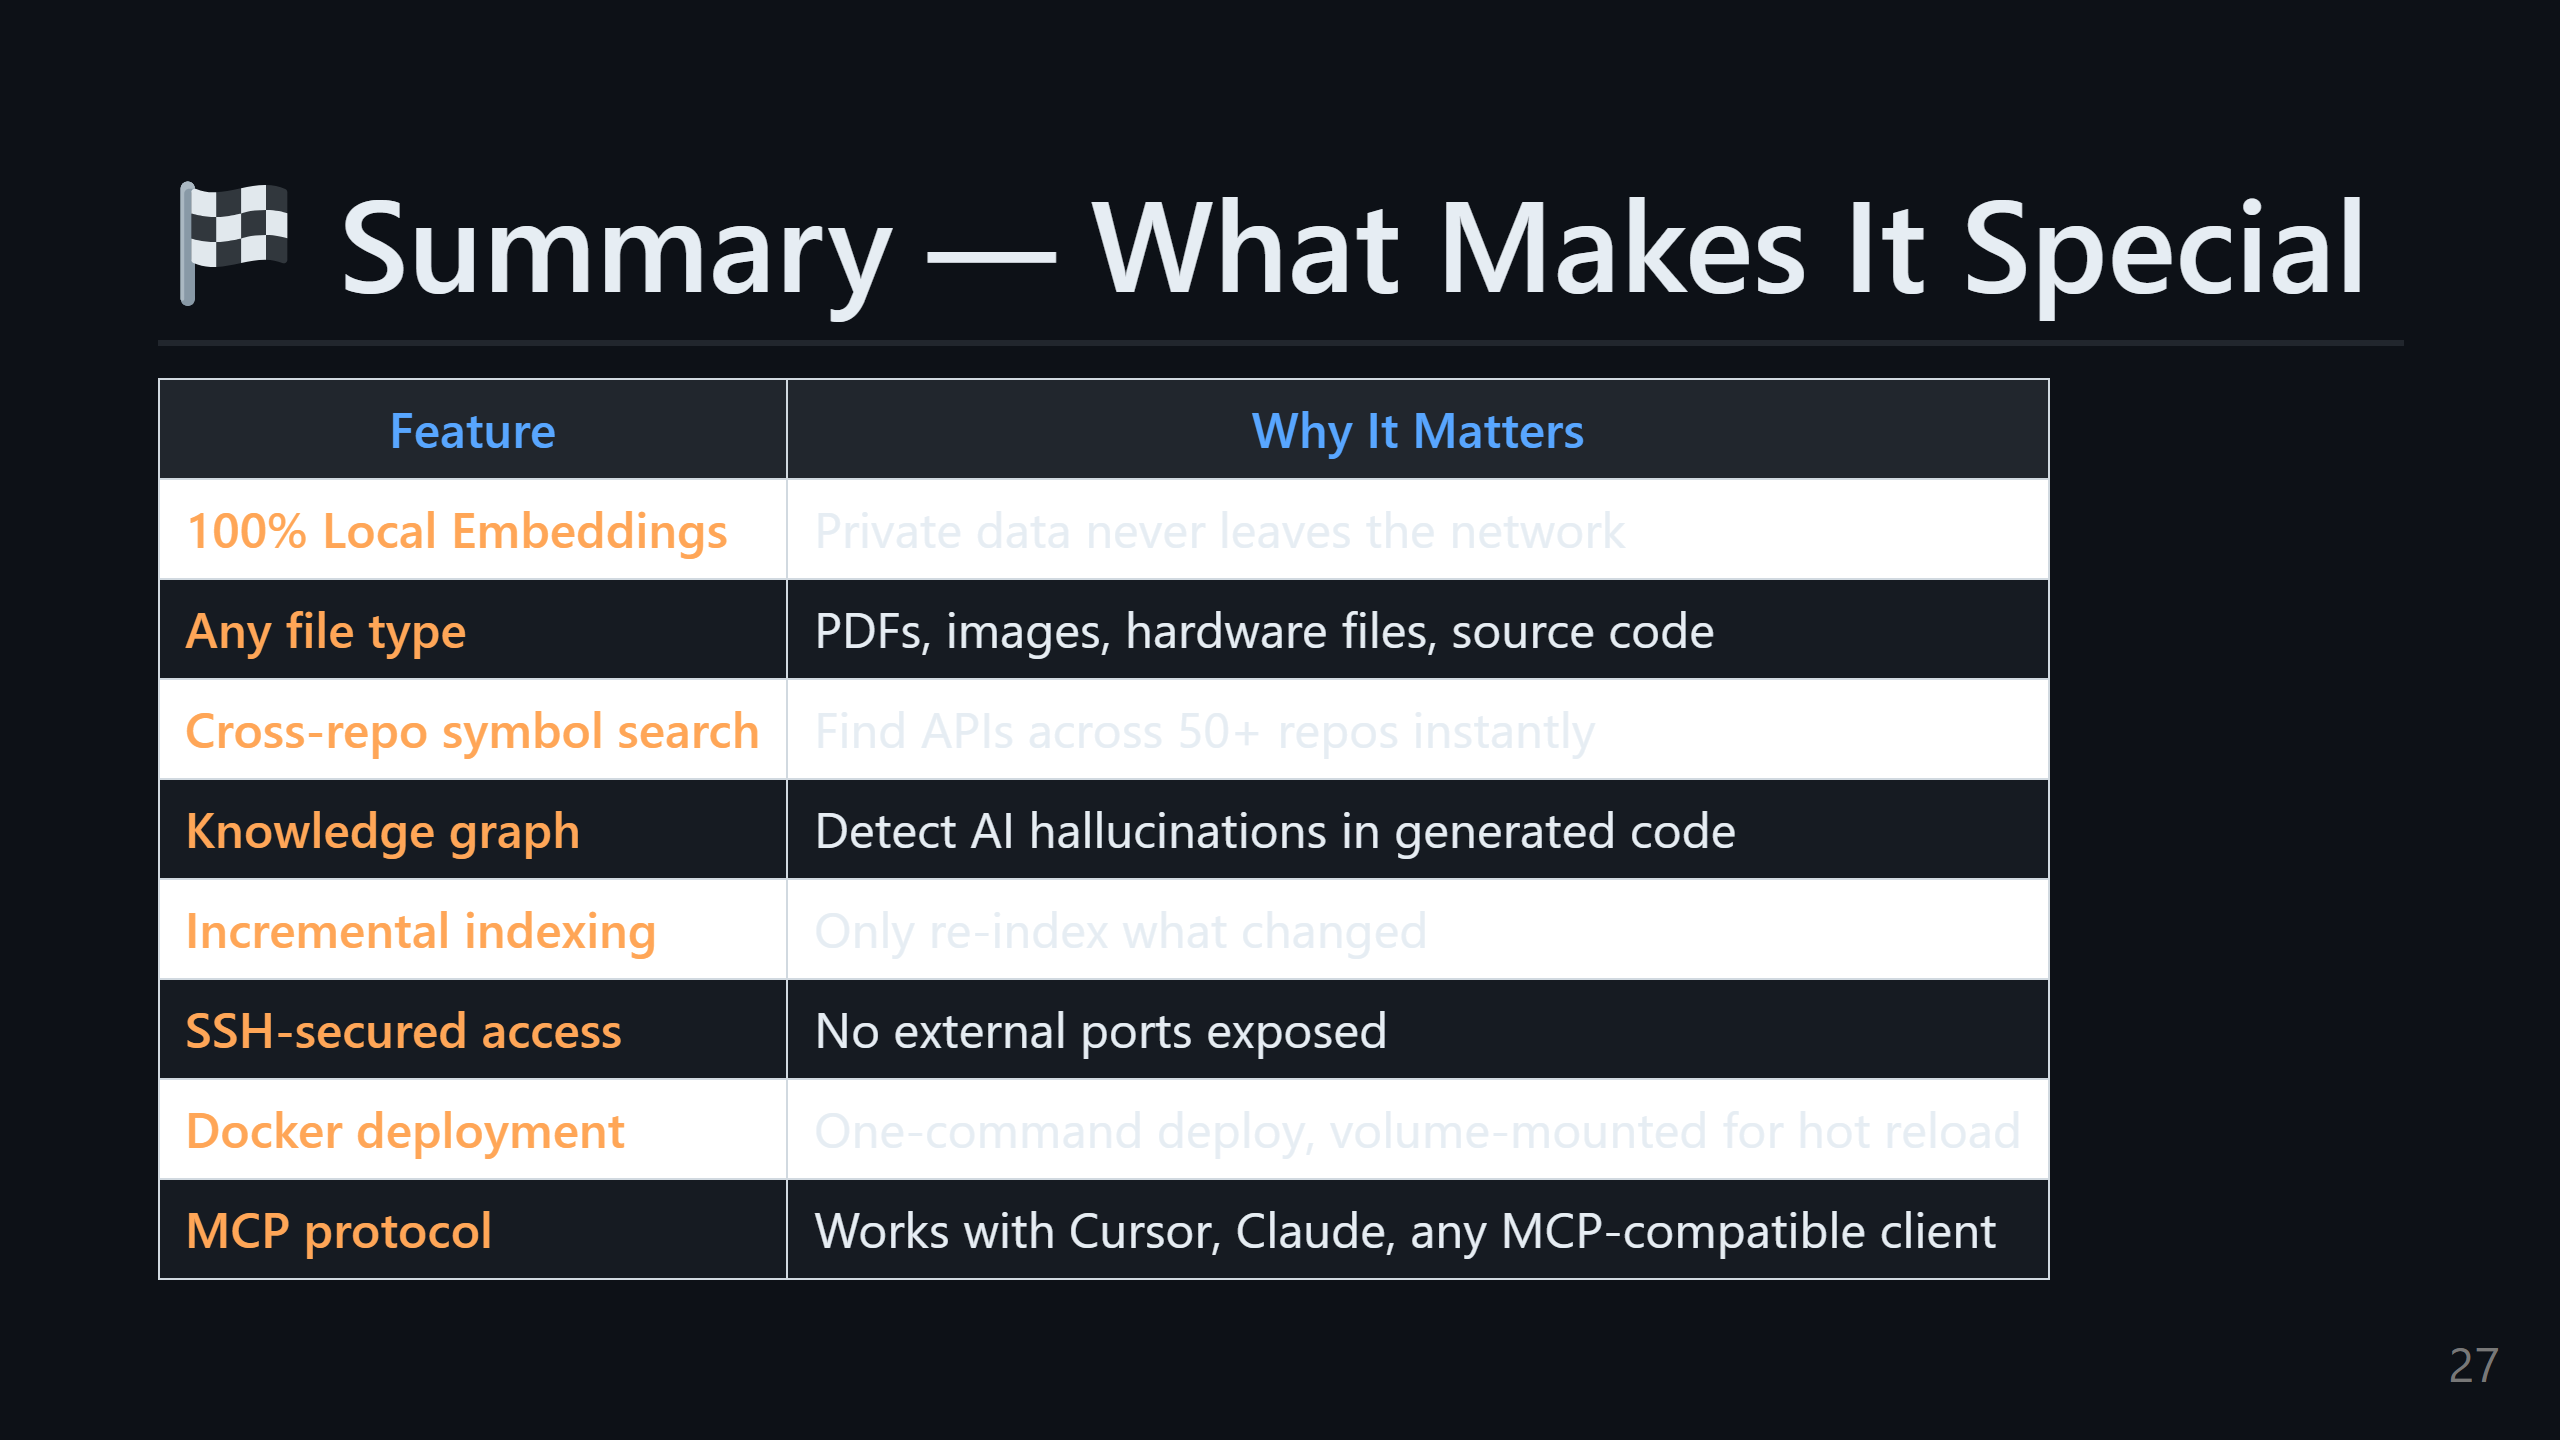 Summary — What Makes It Special
Feature
Why It Matters
100% Local Embeddings
Private data never leaves the network
Any file type
PDFs, images, hardware files, source code
Cross-repo symbol search
Find APIs across 50+ repos instantly
Knowledge graph
Detect AI hallucinations in generated code
Incremental indexing
Only re-index what changed
SSH-secured access
No external ports exposed
Docker deployment
One-command deploy, volume-mounted for hot reload
MCP protocol
Works with Cursor, Claude, any MCP-compatible client
27